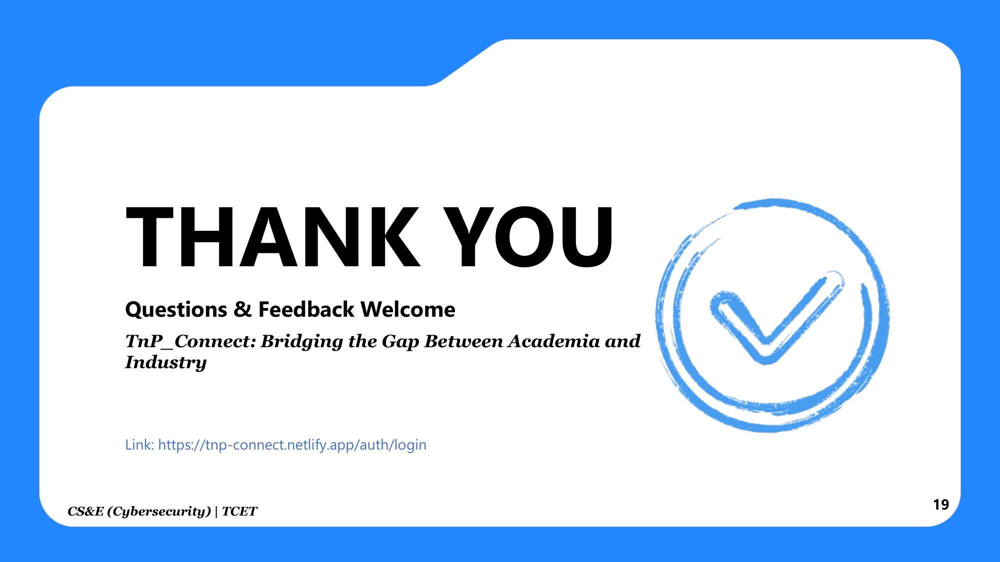 THANK YOU
Questions & Feedback Welcome
TnP_Connect: Bridging the Gap Between Academia and
Industry
Link: https://tnp-connect.netlify.app/auth/login
CS&E (Cybersecurity) | TCET
19